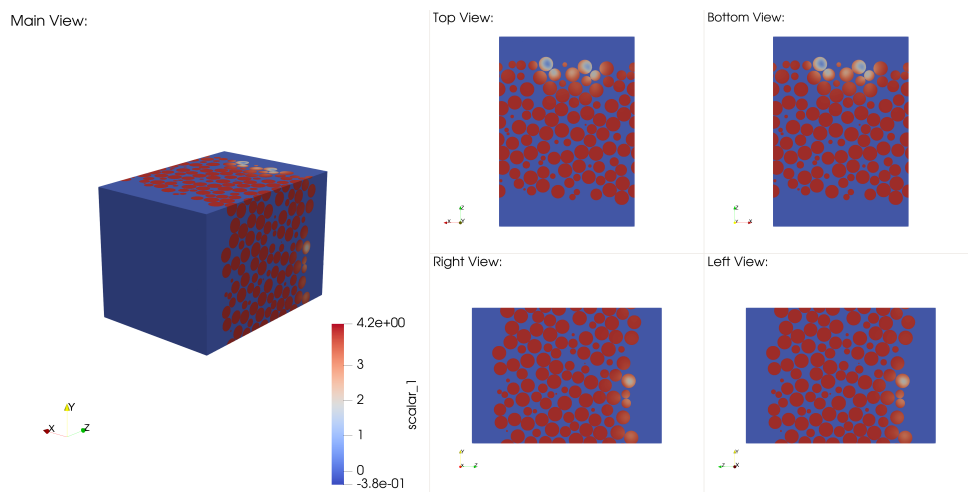 Main View:
Top View:
Bottom View:
Right View:
Left View:
4.2e+00
3
2
1
0
-3.8e-01
scalar_1
Y
X
Z
Z
X
Y
Z
Y
X
Y
X
Z
Y
Z
X